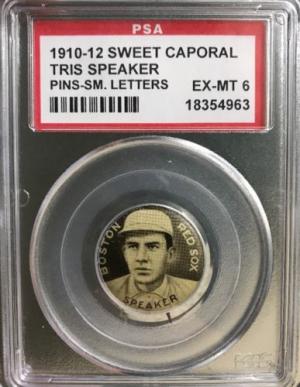 PSA
1910-12 SWEET CAPORAL
TRIS SPEAKER
PINS-SM. LETTERS EX-MT 6
18354963
BOSTON RED SOX
SPEAKER